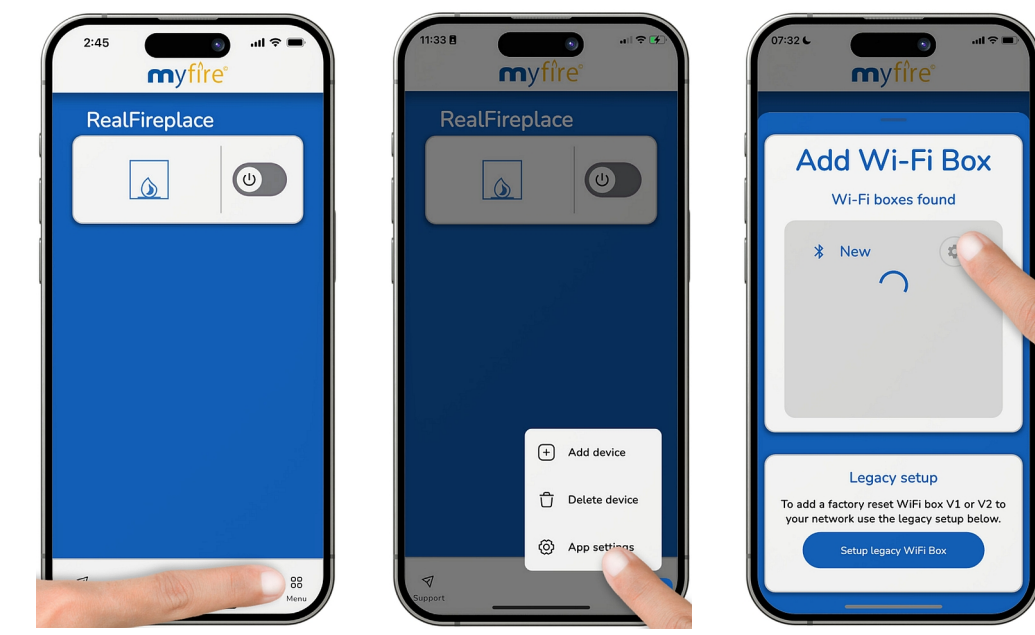 2:45
myfire
RealFireplace
Menu
11:33
myfire
RealFireplace
Add device
Delete device
App settings
Support
07:32
myfire
Add Wi-Fi Box
Wi-Fi boxes found
New
Legacy setup
To add a factory reset WiFi box V1 or V2 to
your network use the legacy setup below.
Setup legacy WiFi Box